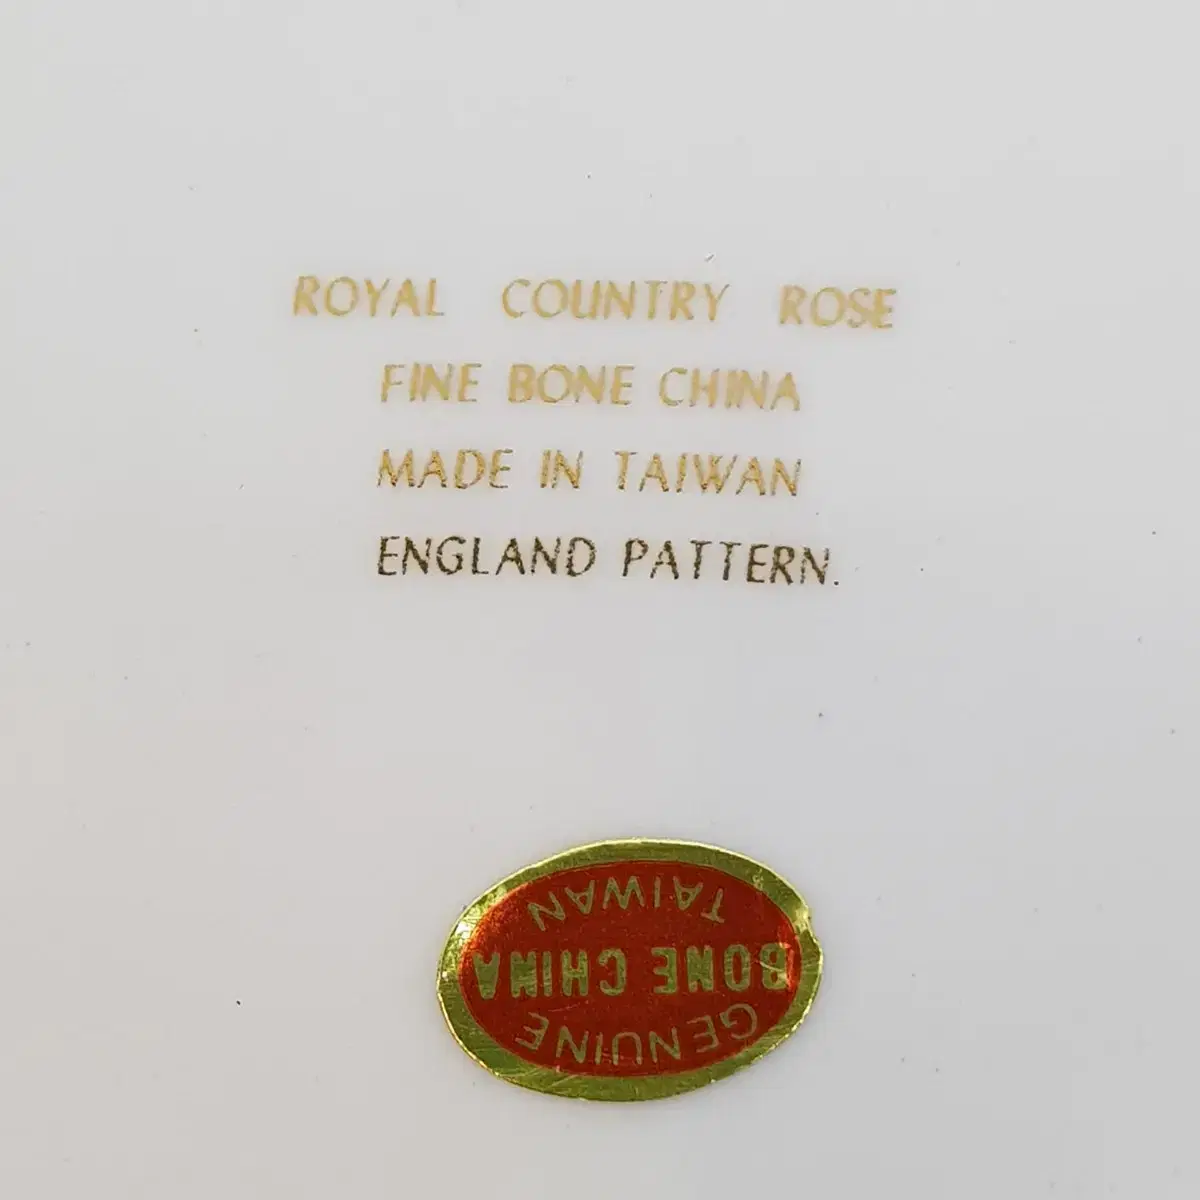 ROYAL COUNTRY ROSE
FINE BONE CHINA
MADE IN TAIWAN
ENGLAND PATTERN.
GENUINE
BONE CHINA
TAIWAN